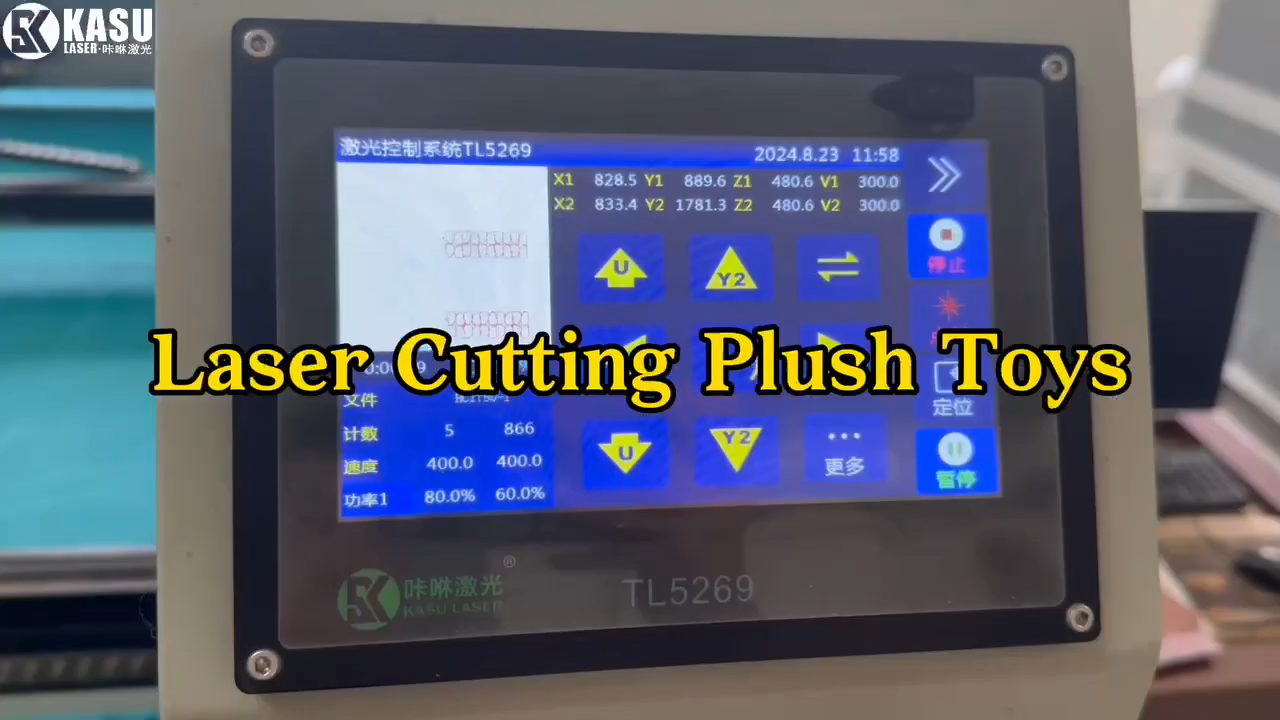 KASU
LASER·咔咻激光
激光控制系统TL5269 2024.8.23 11:58
X1 828.5 Y1 889.6 Z1 480.6 V1 300.0
X2 833.4 Y2 1781.3 Z2 480.6 V2 300.0
U
Y2
停止
Laser Cutting Plush Toys
定位
文件
计数 5 866
速度 400.0 400.0
功率1 80.0% 60.0%
U
Y2
更多
暂停
咔咻激光®
KASU LASER
TL5269